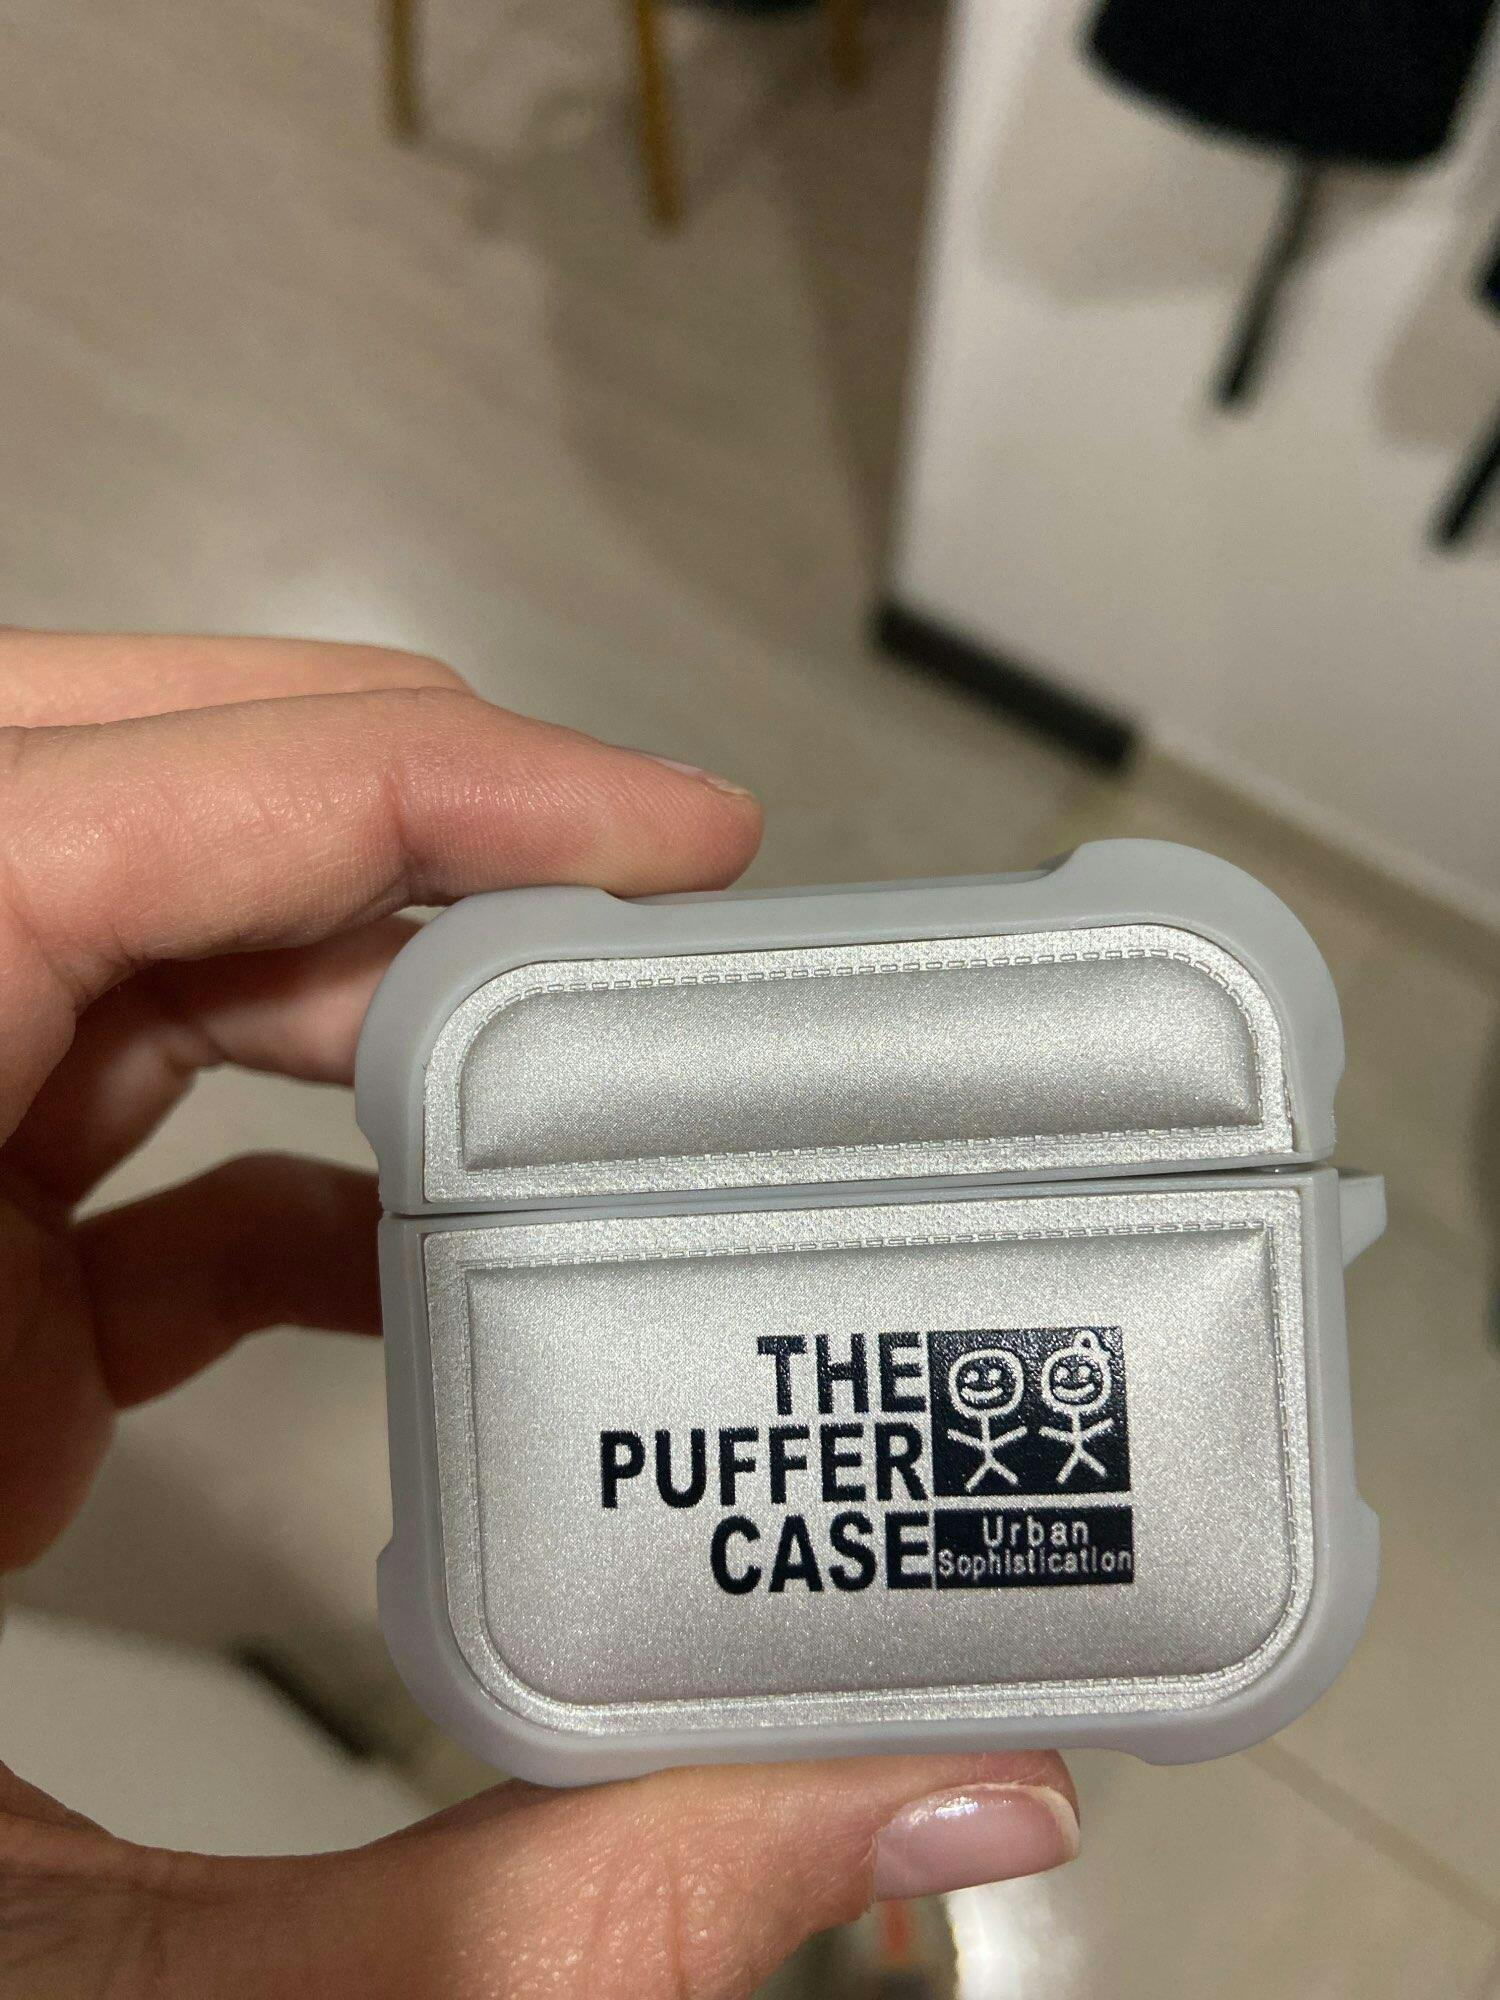 THE
PUFFER
CASE
Urban
Sophistication